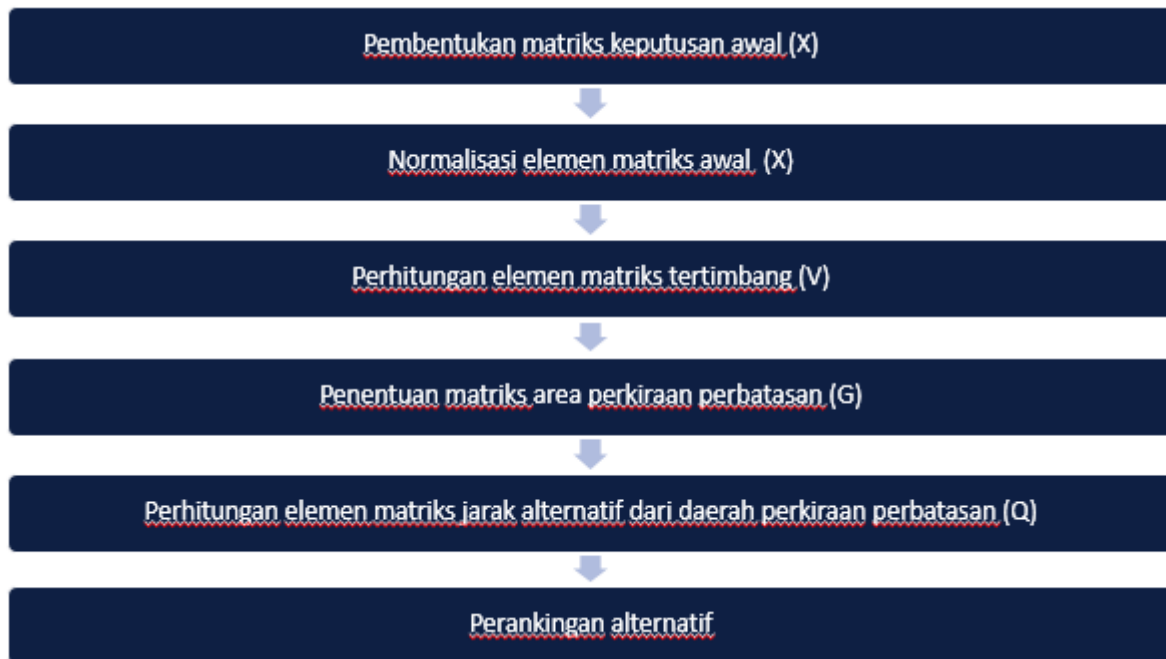 Pembentukan matriks keputusan awal (X)
Normalisasi elemen matriks awal (X)
Perhitungan elemen matriks tertimbang (V)
Penentuan matriks area perkiraan perbatasan (G)
Perhitungan elemen matriks jarak alternatif dari daerah perkiraan perbatasan (Q)
Perankingan alternatif